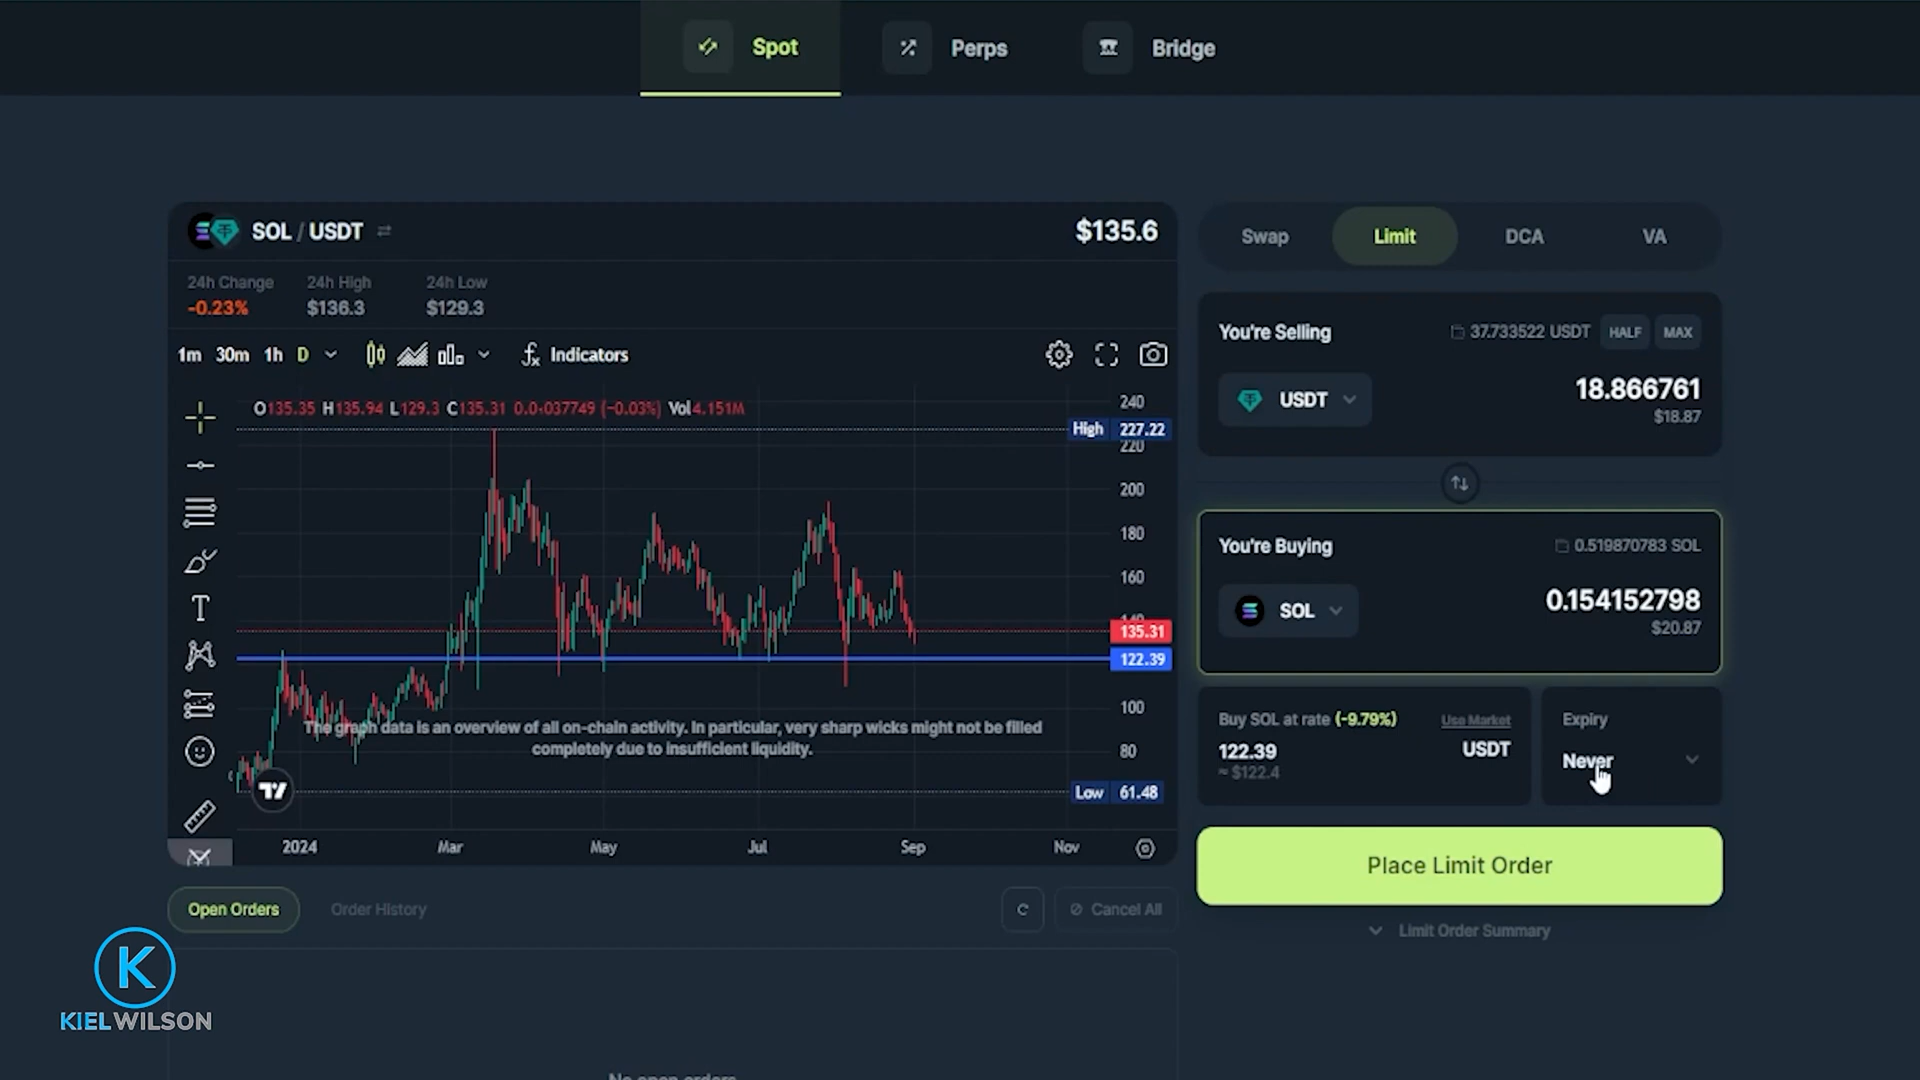 Spot
Perps
Bridge
SOL / USDT
$135.6
24h Change
24h High
24h Low
-0.23%
$136.3
$129.3
1m 30m 1h D
Indicators
O135.35 H135.94 L129.3 C135.31 0.0‹037749 (−0.03%) Vol4.151M
240
High 227.22
220
200
180
160
140
135.31
122.39
100
80
Low 61.48
The graph data is an overview of all on-chain activity. In particular, very sharp wicks might not be filled
completely due to insufficient liquidity.
2024 Mar May Jul Sep Nov
Open Orders
Order History
Cancel All
No open orders
Swap
Limit
DCA
VA
You're Selling
37.733522 USDT
HALF
MAX
USDT
18.866761
$18.87
You're Buying
0.519870783 SOL
SOL
0.154152798
$20.87
Buy SOL at rate (-9.79%)
Use Market
122.39
USDT
≈ $122.4
Expiry
Never
Place Limit Order
Limit Order Summary
K
KIELWILSON